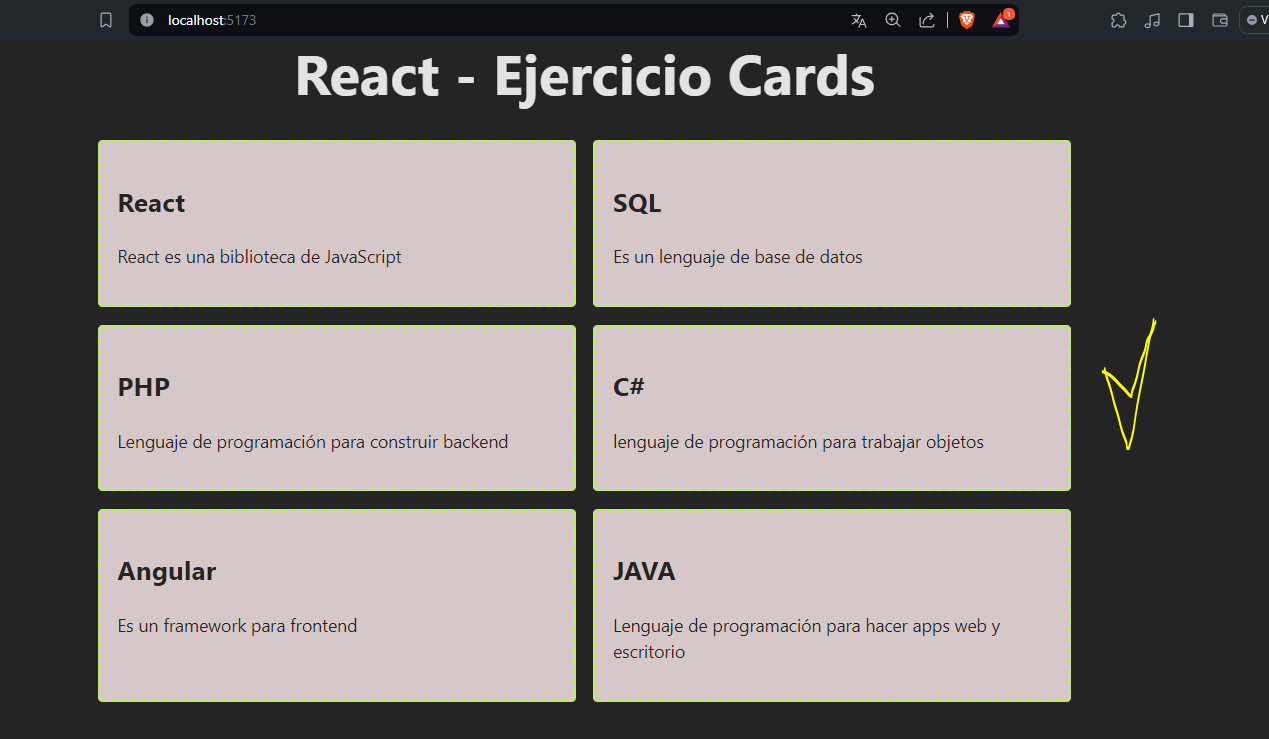 localhost:5173
1
V
React - Ejercicio Cards
React
React es una biblioteca de JavaScript
SQL
Es un lenguaje de base de datos
PHP
Lenguaje de programación para construir backend
C#
lenguaje de programación para trabajar objetos
Angular
Es un framework para frontend
JAVA
Lenguaje de programación para hacer apps web y
escritorio